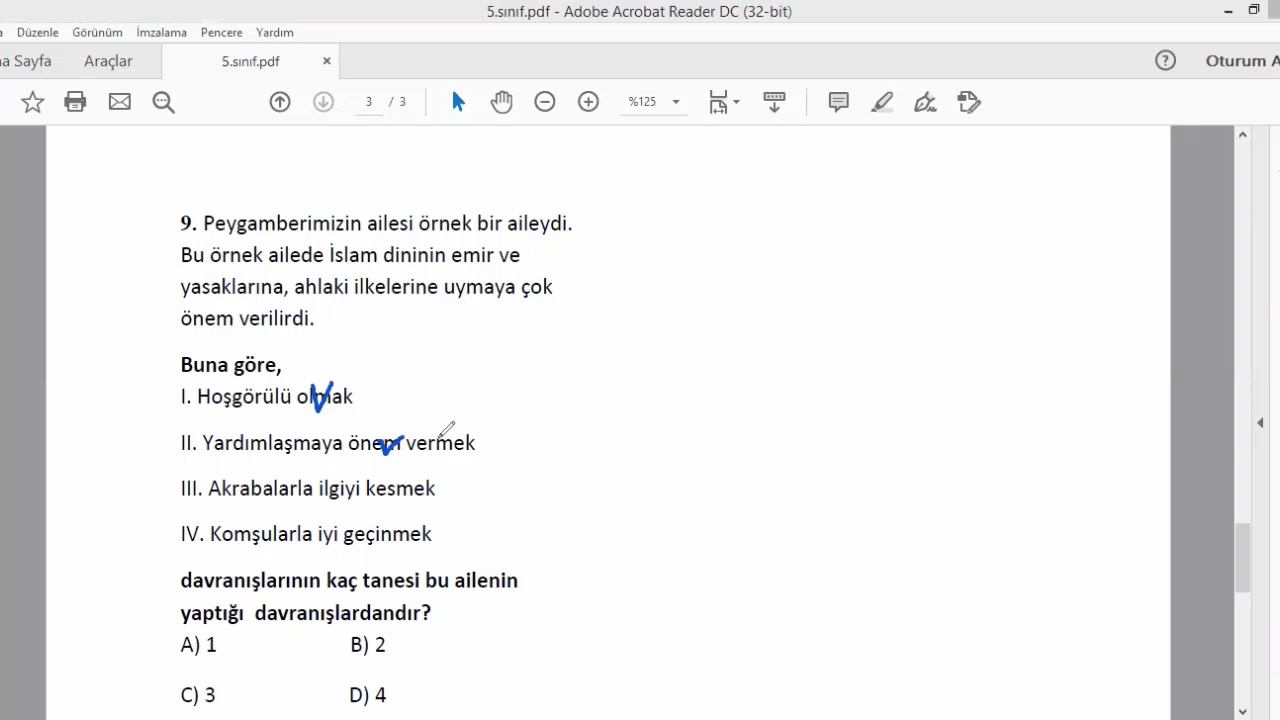 5.sınıf.pdf - Adobe Acrobat Reader DC (32-bit)
Düzenle Görünüm İmzalama Pencere Yardım
Sayfa Araçlar 5.sınıf.pdf ×
? Oturum
3 / 3 %125
9. Peygamberimizin ailesi örnek bir aileydi.
Bu örnek ailede İslam dininin emir ve
yasaklarına, ahlaki ilkelerine uymaya çok
önem verilirdi.
Buna göre,
I. Hoşgörülü olmak
II. Yardımlaşmaya önem vermek
III. Akrabalarla ilgiyi kesmek
IV. Komşularla iyi geçinmek
davranışlarının kaç tanesi bu ailenin
yaptığı davranışlardandır?
A) 1 B) 2
C) 3 D) 4